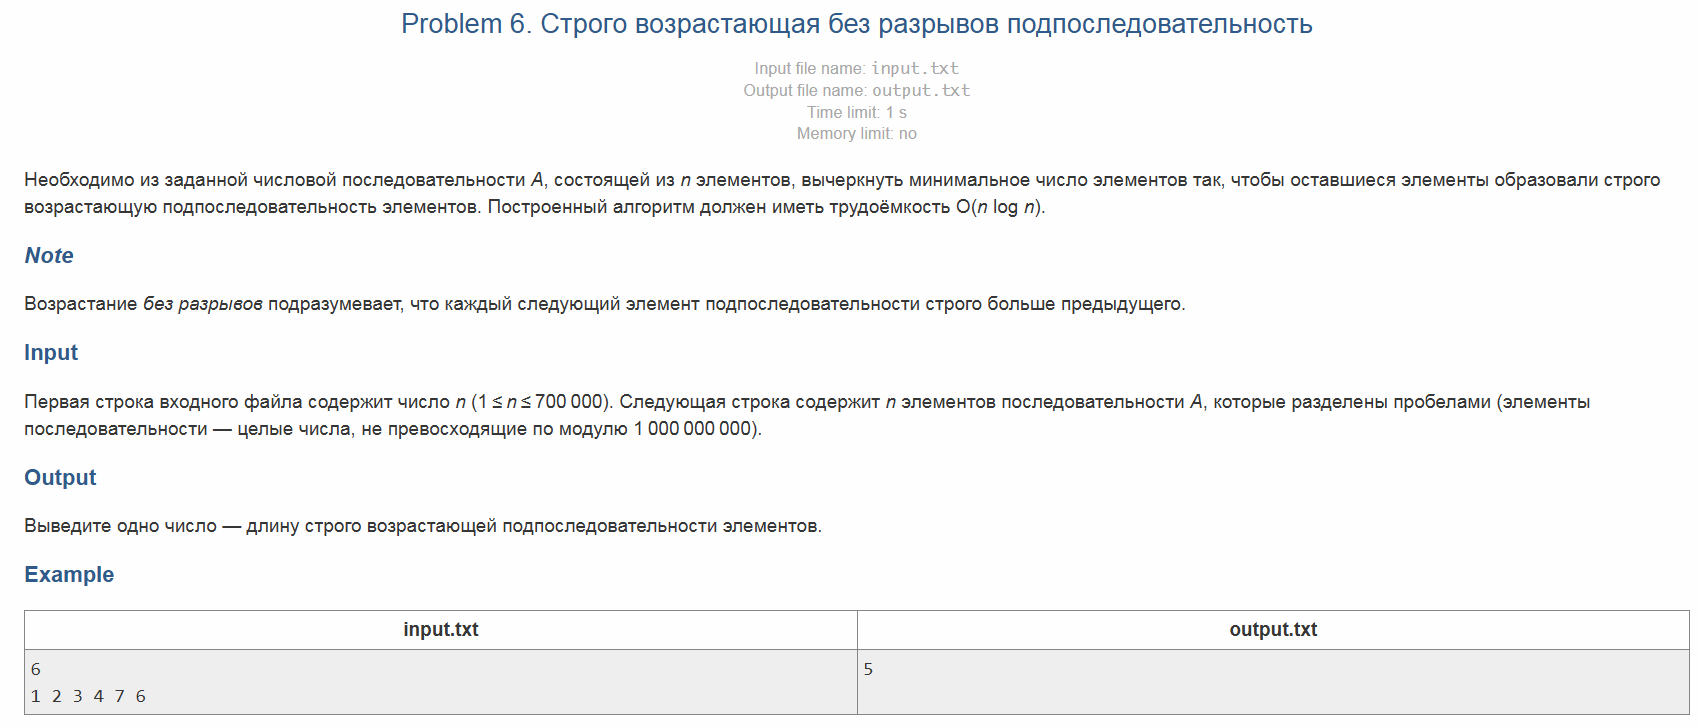 Problem 6. Строго возрастающая без разрывов подпоследовательность
Input file name: input.txt
Output file name: output.txt
Time limit: 1 s
Memory limit: no
Необходимо из заданной числовой последовательности A, состоящей из n элементов, вычеркнуть минимальное число элементов так, чтобы оставшиеся элементы образовали строго
возрастающую подпоследовательность элементов. Построенный алгоритм должен иметь трудоёмкость O(n log n).
Note
Возрастание без разрывов подразумевает, что каждый следующий элемент подпоследовательности строго больше предыдущего.
Input
Первая строка входного файла содержит число n (1 ≤ n ≤ 700 000). Следующая строка содержит n элементов последовательности A, которые разделены пробелами (элементы
последовательности — целые числа, не превосходящие по модулю 1 000 000 000).
Output
Выведите одно число — длину строго возрастающей подпоследовательности элементов.
Example
input.txt output.txt
6 5
1 2 3 4 7 6